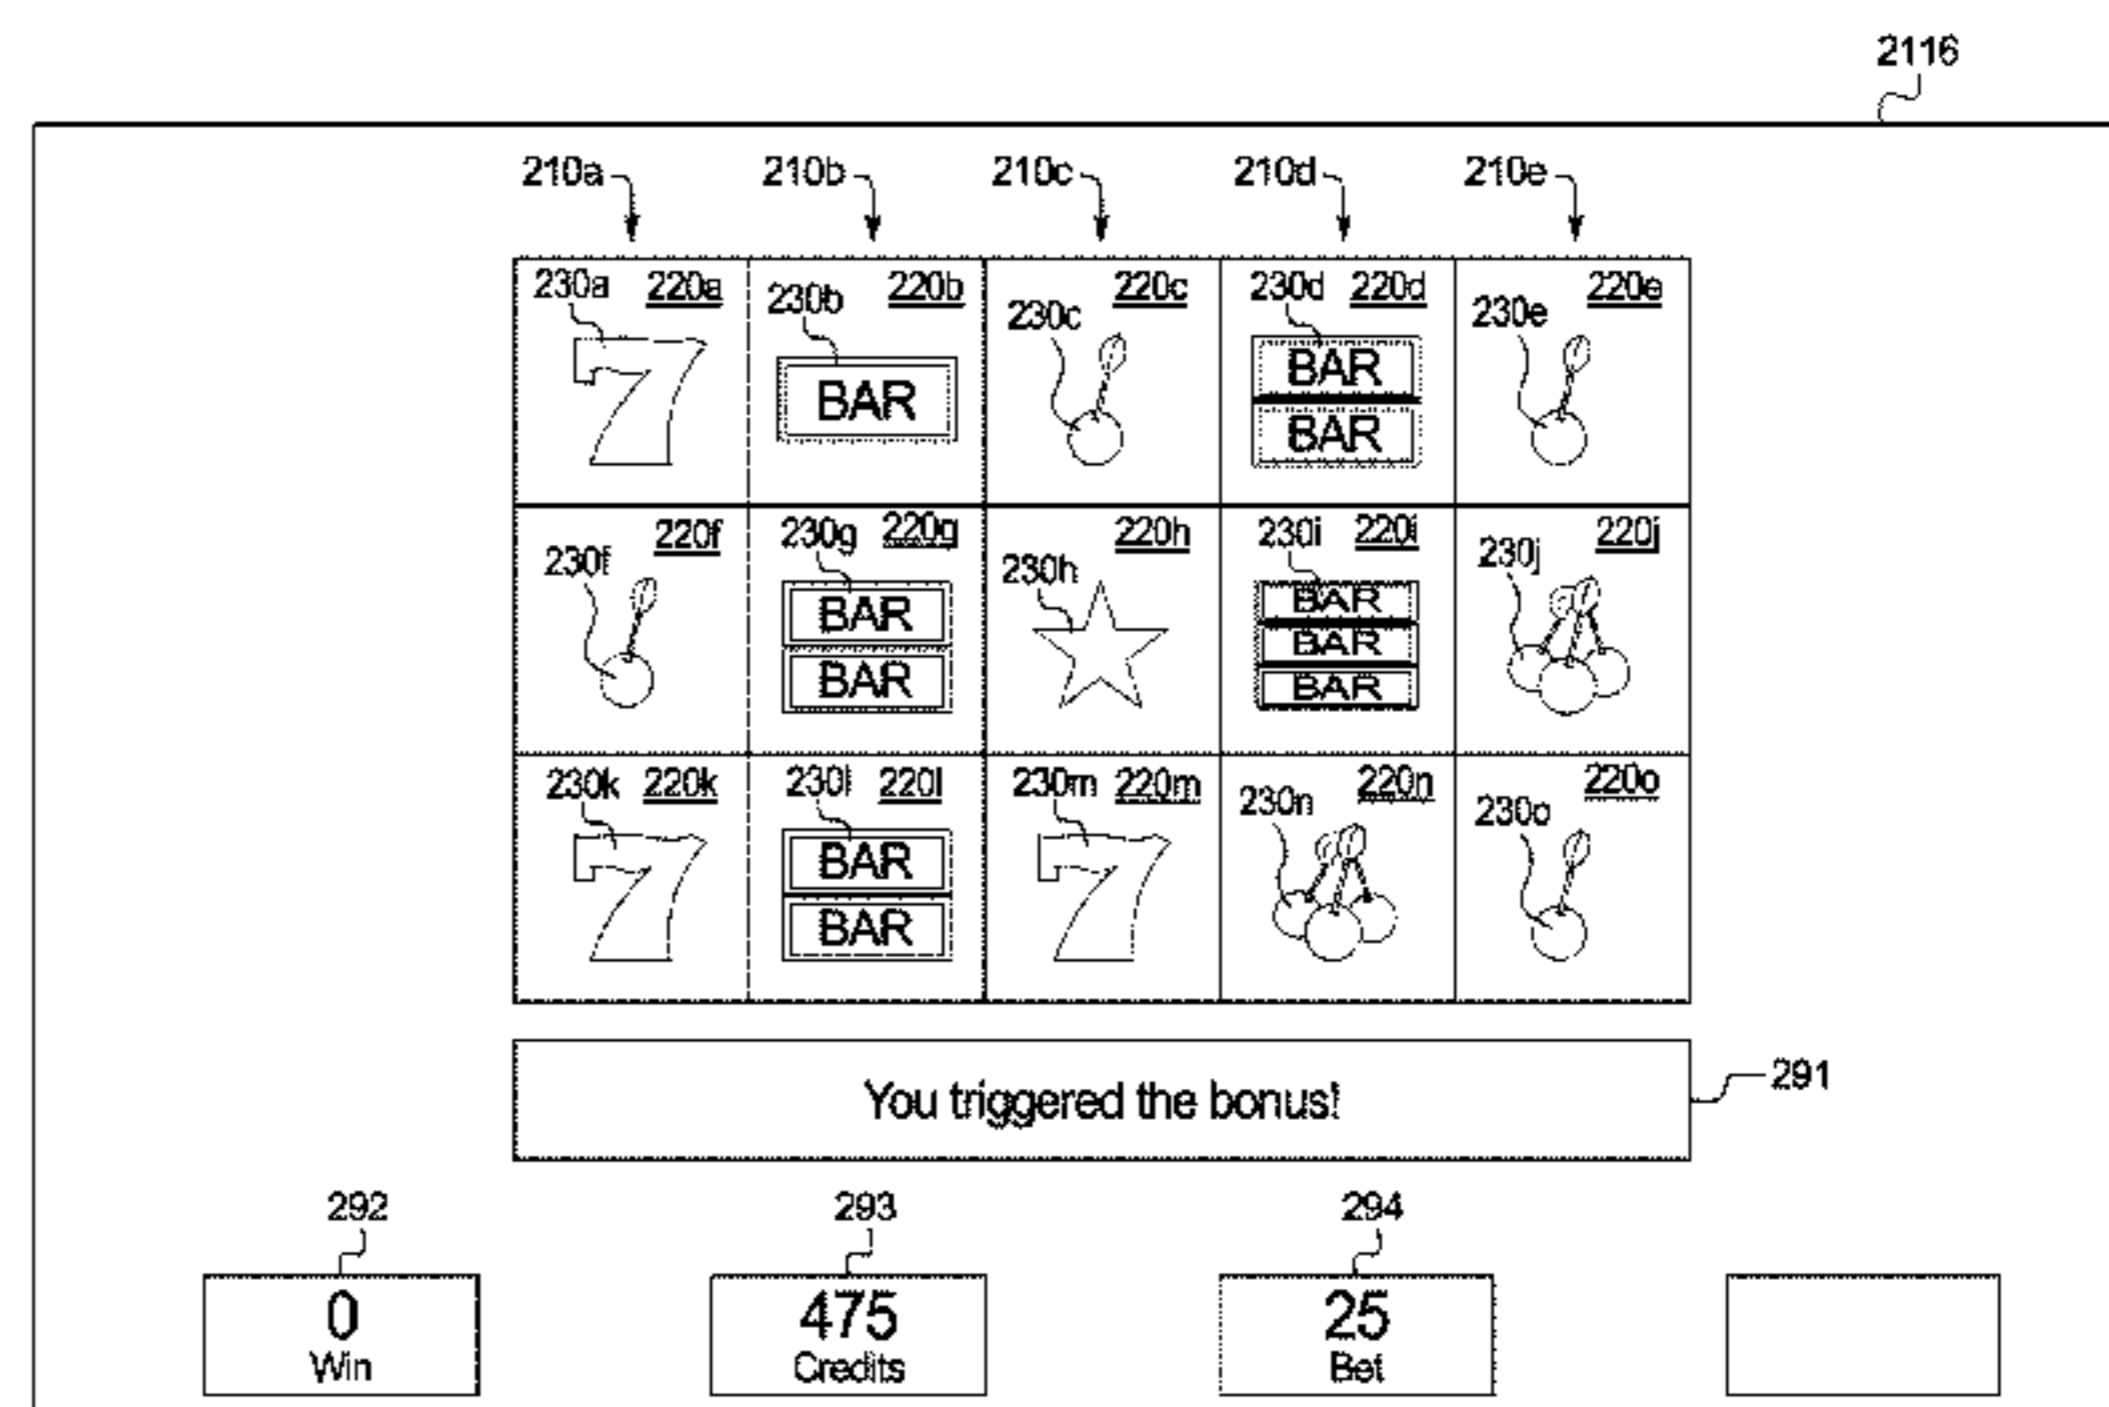 2116
210a 210b 210c 210d 210e
230a 220a 230b 220b 230c 220c 230d 220d 230e 220e
BAR
BAR
BAR
230f 220f 230g 220g 230h 220h 230i 220i 230j 220j
BAR
BAR
BAR
BAR
BAR
230k 220k 230l 220l 230m 220m 230n 220n 230o 220o
BAR
BAR
You triggered the bonus!
291
292 293 294
0 475 25
Win Credits Bet